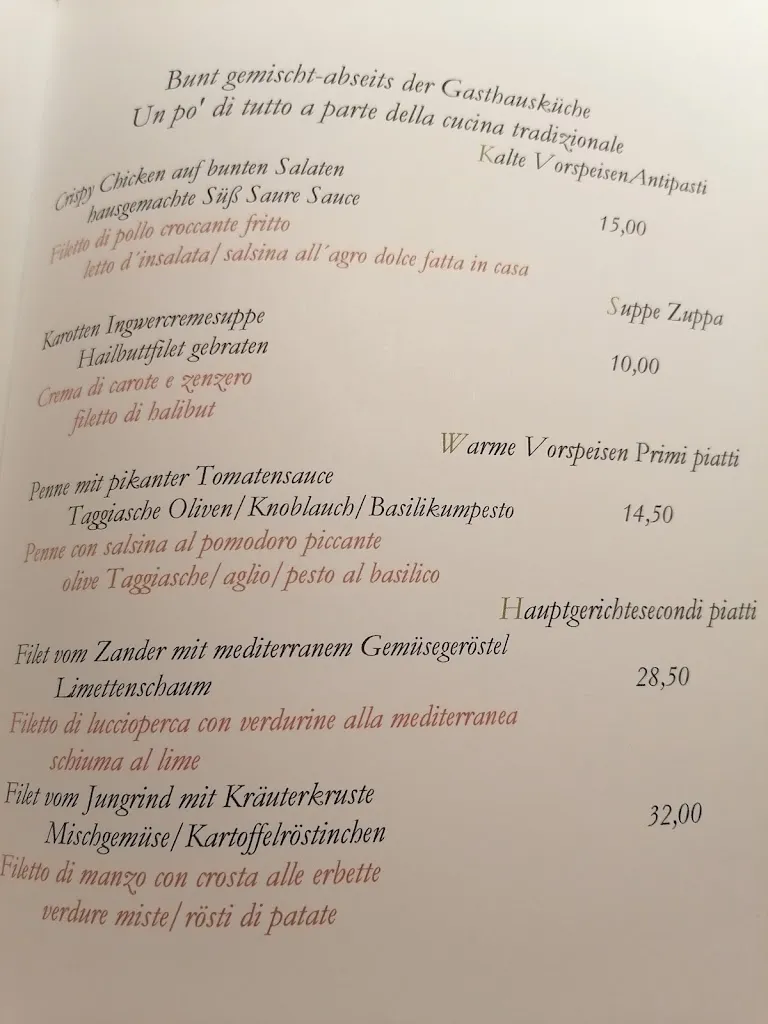 Bunt gemischt-abseits der Gasthausküche
Un po' di tutto a parte della cucina tradizionale
Kalte VorspeisenAntipasti
Crispy Chicken auf bunten Salaten
hausgemachte Süß Saure Sauce
15,00
Filetto di pollo croccante fritto
letto d´insalata/ salsina all´agro dolce fatta in casa
Suppe Zuppa
Karotten Ingwercremesuppe
Hailbuttfilet gebraten
10,00
Crema di carote e zenzero
filetto di halibut
Warme Vorspeisen Primi piatti
Penne mit pikanter Tomatensauce
Taggiasche Oliven/Knoblauch/Basilikumpesto
14,50
Penne con salsina al pomodoro piccante
olive Taggiasche/aglio/pesto al basilico
Hauptgerichtesecondi piatti
Filet vom Zander mit mediterranem Gemüsegeröstel
Limettenschaum
28,50
Filetto di luccioperca con verdurine alla mediterranea
schiuma al lime
Filet vom Jungrind mit Kräuterkruste
Mischgemüse/Kartoffelröstinchen
32,00
Filetto di manzo con crosta alle erbette
verdure miste/rösti di patate